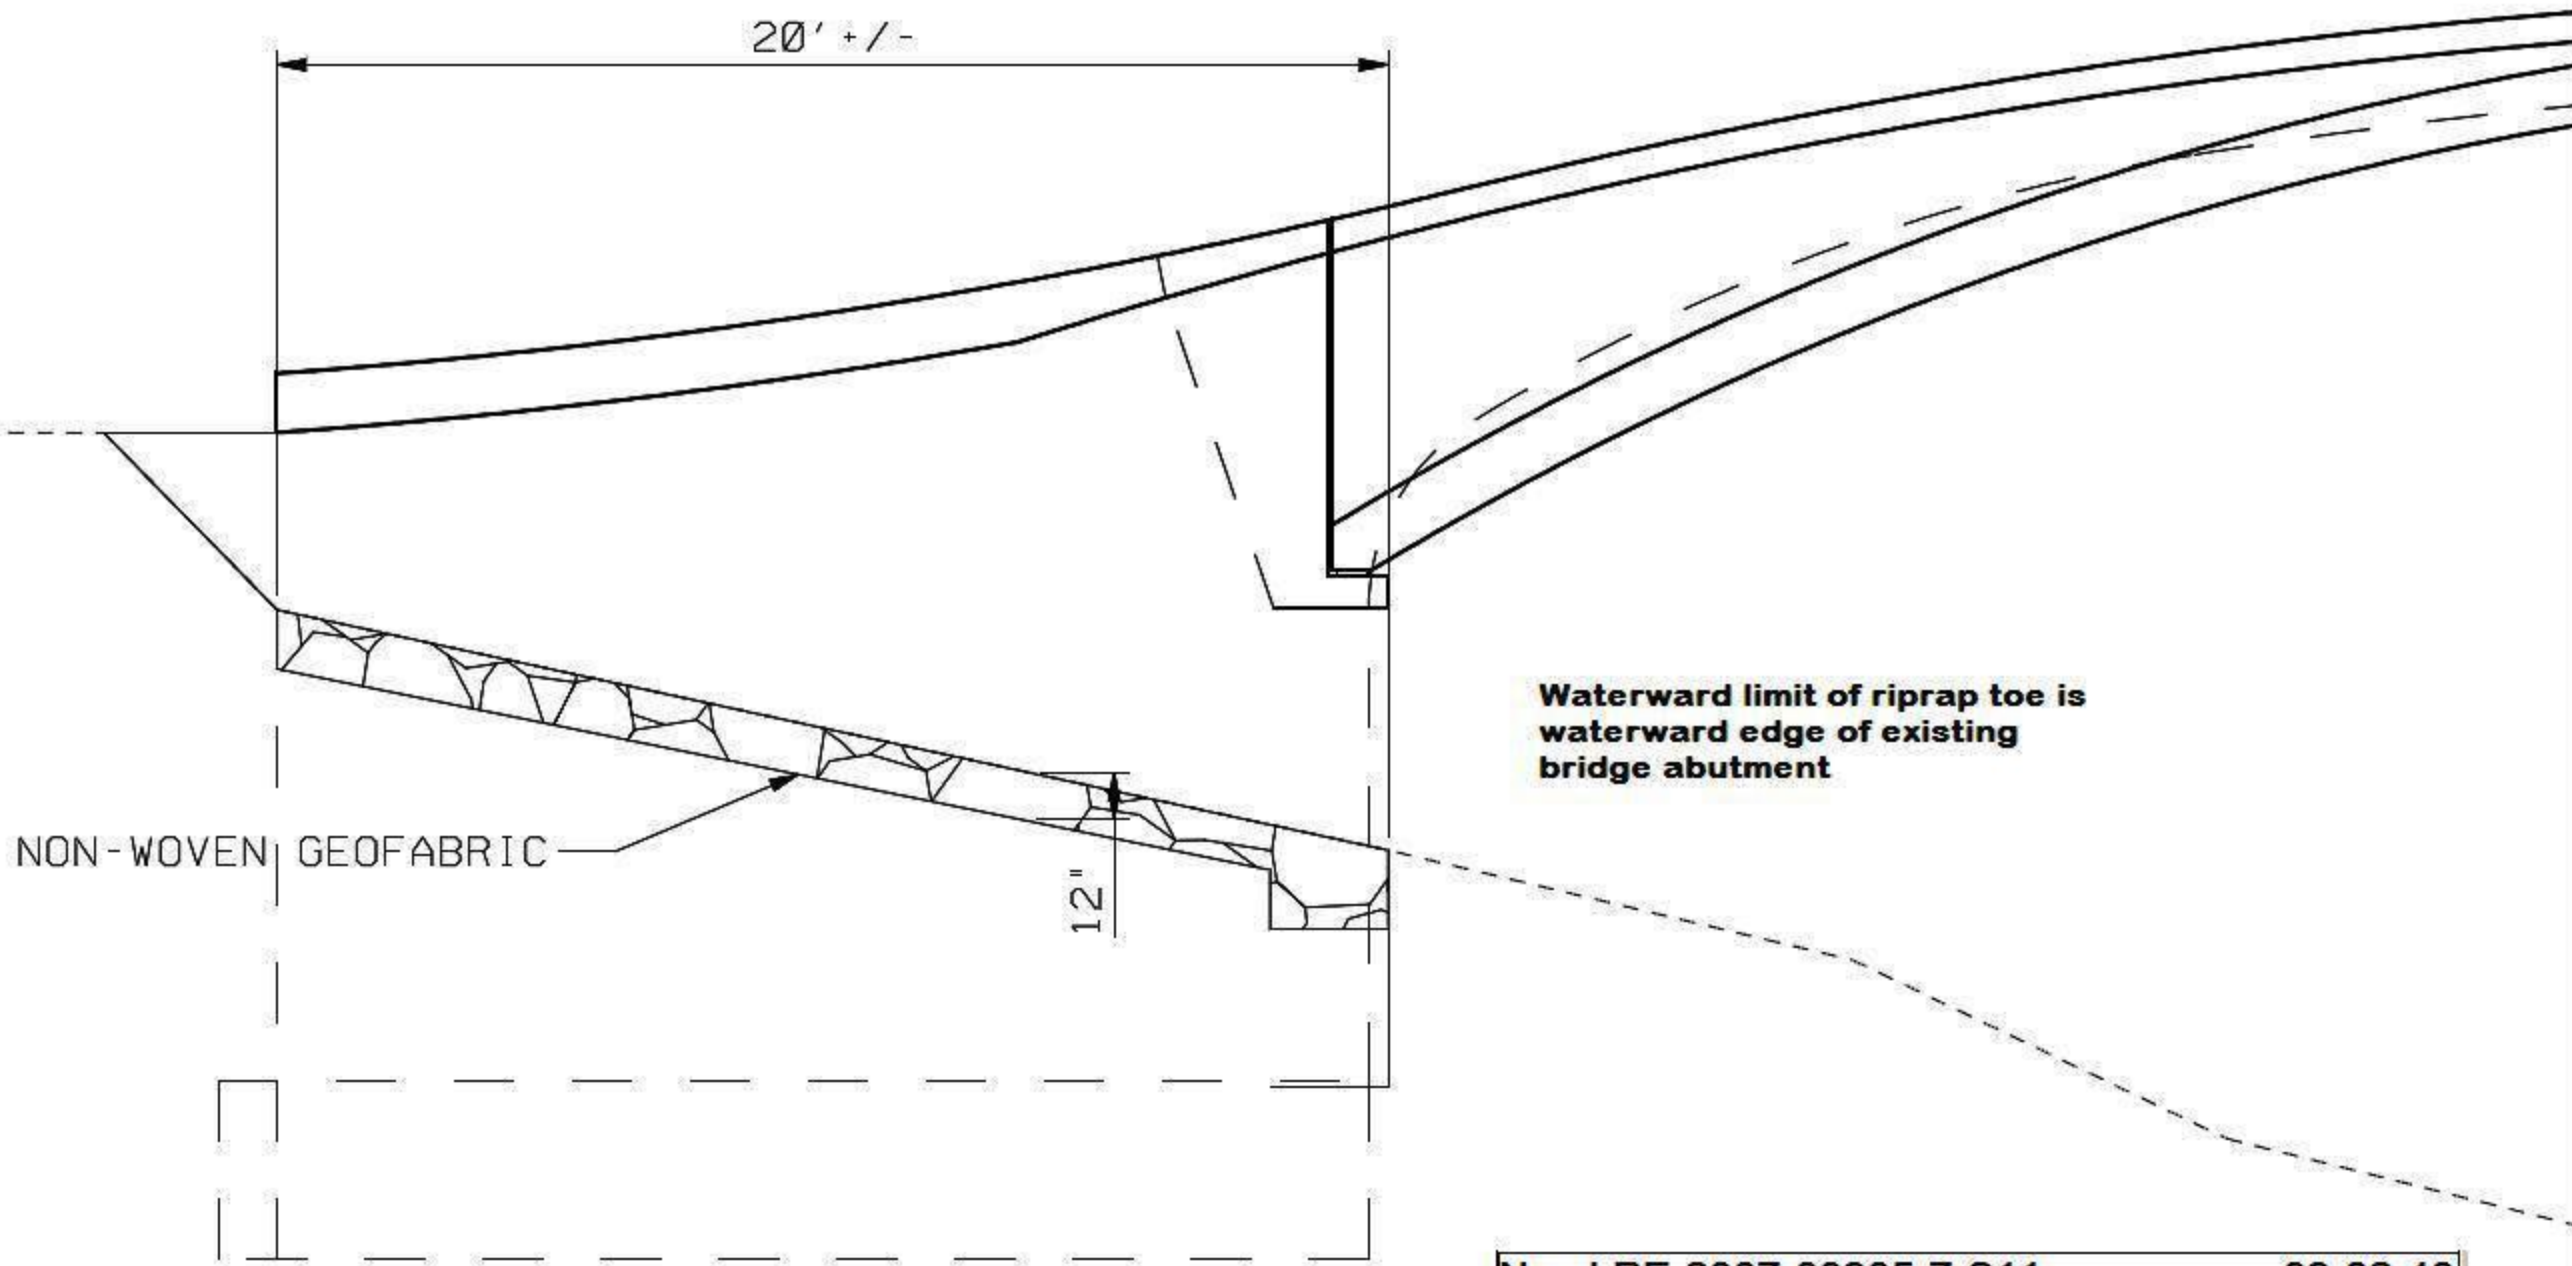 20' +/-
Waterward limit of riprap toe is
waterward edge of existing
bridge abutment
NON-WOVEN GEOFABRIC
12"